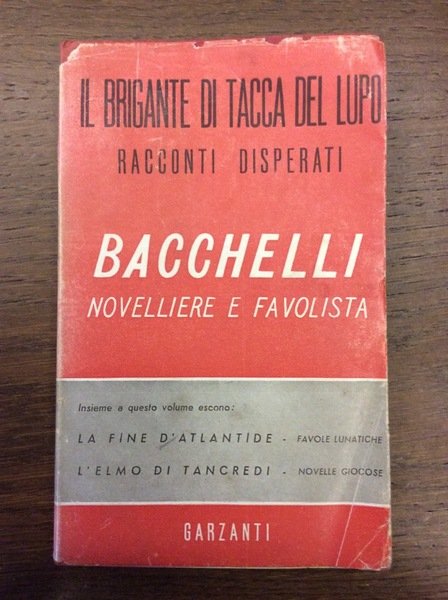 IL BRIGANTE DI TACCA DEL LUPO
RACCONTI DISPERATI
BACCHELLI
NOVELLIERE E FAVOLISTA
Insieme a questo volume escono:
LA FINE D'ATLANTIDE - FAVOLE LUNATICHE
L'ELMO DI TANCREDI - NOVELLE GIOCOSE
GARZANTI